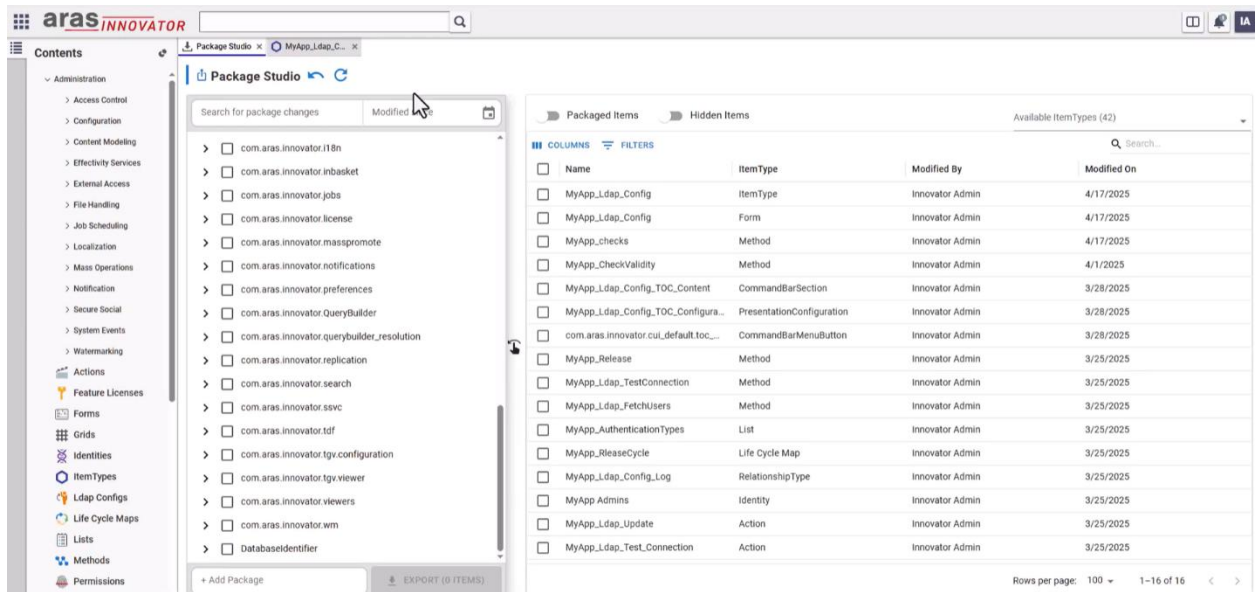 aras INNOVATOR
IA
Contents
Administration
Access Control
Configuration
Content Modeling
Effectivity Services
External Access
File Handling
Job Scheduling
Localization
Mass Operations
Notification
Secure Social
System Events
Watermarking
Actions
Feature Licenses
Forms
Grids
Identities
ItemTypes
Ldap Configs
Life Cycle Maps
Lists
Methods
Permissions
Package Studio × MyApp_Ldap_C... ×
Package Studio
Search for package changes Modified
com.aras.innovator.i18n
com.aras.innovator.inbasket
com.aras.innovator.jobs
com.aras.innovator.license
com.aras.innovator.masspromote
com.aras.innovator.notifications
com.aras.innovator.preferences
com.aras.innovator.QueryBuilder
com.aras.innovator.querybuilder_resolution
com.aras.innovator.replication
com.aras.innovator.search
com.aras.innovator.ssvc
com.aras.innovator.tdf
com.aras.innovator.tgv.configuration
com.aras.innovator.tgv.viewer
com.aras.innovator.viewers
com.aras.innovator.wm
DatabaseIdentifier
+ Add Package EXPORT (0 ITEMS)
Packaged Items Hidden Items Available ItemTypes (42)
COLUMNS FILTERS Search...
Name ItemType Modified By Modified On
MyApp_Ldap_Config ItemType Innovator Admin 4/17/2025
MyApp_Ldap_Config Form Innovator Admin 4/17/2025
MyApp_checks Method Innovator Admin 4/17/2025
MyApp_CheckValidity Method Innovator Admin 4/1/2025
MyApp_Ldap_Config_TOC_Content CommandBarSection Innovator Admin 3/28/2025
MyApp_Ldap_Config_TOC_Configura... PresentationConfiguration Innovator Admin 3/28/2025
com.aras.innovator.cui_default.toc_... CommandBarMenuButton Innovator Admin 3/28/2025
MyApp_Release Method Innovator Admin 3/25/2025
MyApp_Ldap_TestConnection Method Innovator Admin 3/25/2025
MyApp_Ldap_FetchUsers Method Innovator Admin 3/25/2025
MyApp_AuthenticationTypes List Innovator Admin 3/25/2025
MyApp_RleaseCycle Life Cycle Map Innovator Admin 3/25/2025
MyApp_Ldap_Config_Log RelationshipType Innovator Admin 3/25/2025
MyApp Admins Identity Innovator Admin 3/25/2025
MyApp_Ldap_Update Action Innovator Admin 3/25/2025
MyApp_Ldap_Test_Connection Action Innovator Admin 3/25/2025
Rows per page: 100 1–16 of 16